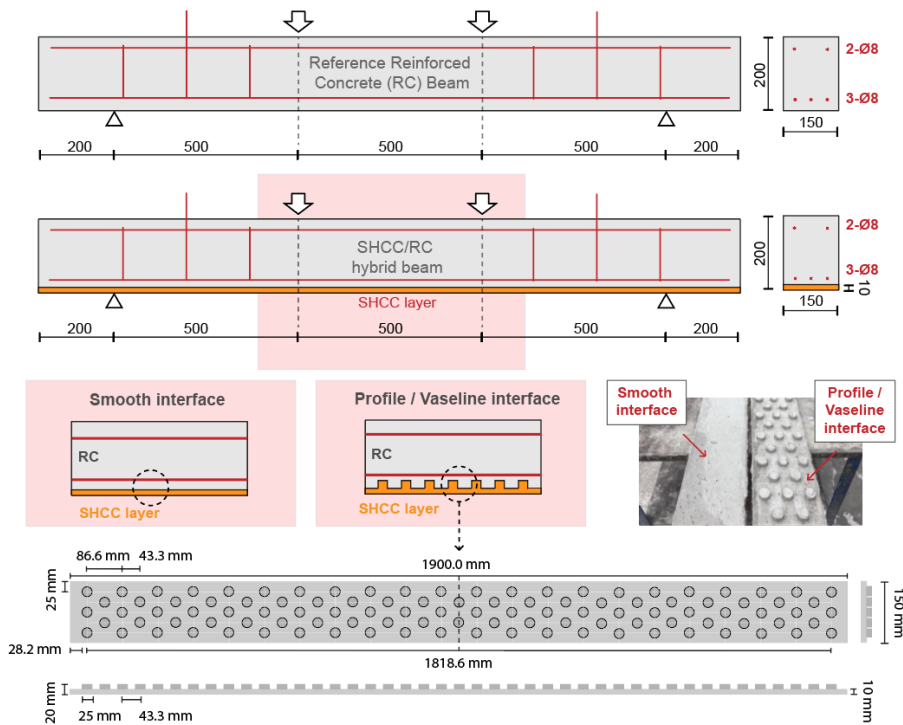 Reference Reinforced
Concrete (RC) Beam
200
2-Ø8
3-Ø8
150
200
500
500
500
200
SHCC/RC
hybrid beam
SHCC layer
200
2-Ø8
3-Ø8
10
150
200
500
500
500
200
Smooth interface
RC
SHCC layer
Profile / Vaseline interface
RC
SHCC layer
Smooth
interface
Profile /
Vaseline
interface
86.6 mm
43.3 mm
1900.0 mm
25 mm
150 mm
28.2 mm
1818.6 mm
20 mm
25 mm
43.3 mm
10 mm